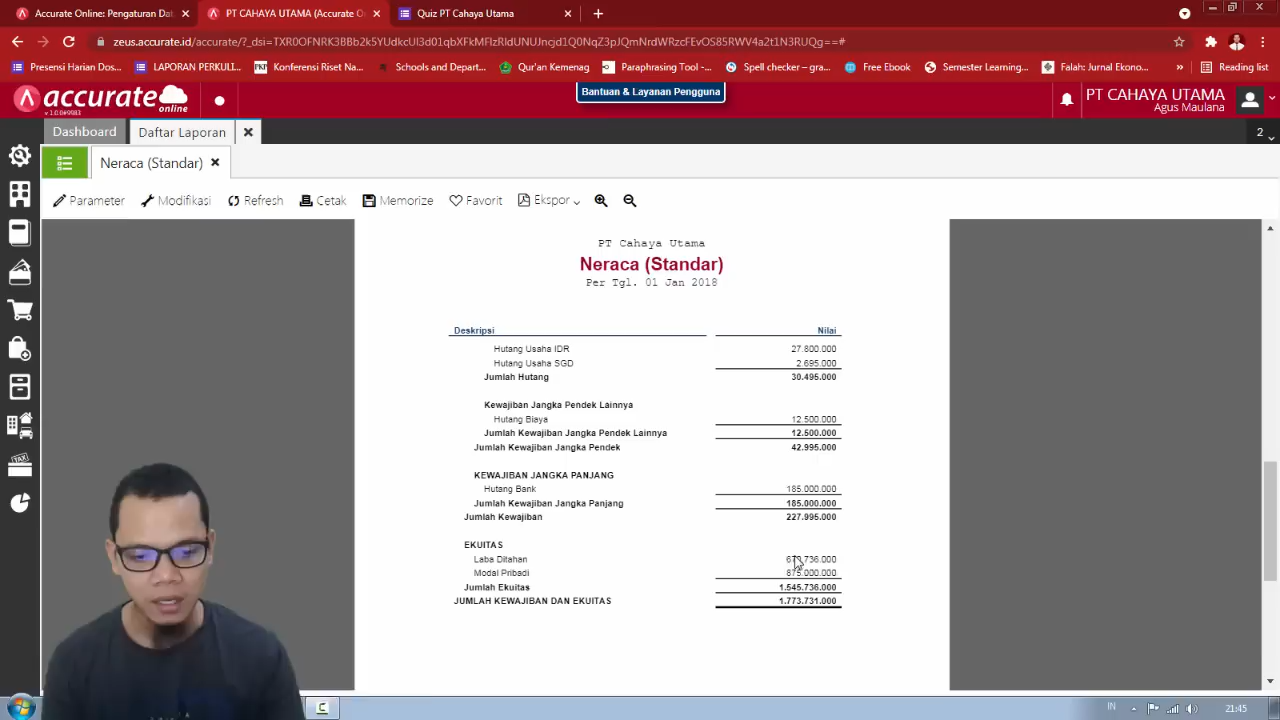 Accurate Online: Pengaturan Dat
PT CAHAYA UTAMA (Accurate O
Quiz PT Cahaya Utama
zeus.accurate.id/accurate/?_dsi=TXR0OFNRK3BBb2k5YUdkcUI3d01qbXFkMFIzRldUNUJncjd1Q0NqZ3pJQmNrdWRzcFEvOS85RWV4a2t1N3RUQg==#
Presensi Harian Dos...
LAPORAN PERKULI...
Konferensi Riset Na...
Schools and Depart...
Qur'an Kemenag
Paraphrasing Tool -...
Spell checker – gra...
Free Ebook
Semester Learning...
Falah: Jurnal Ekono...
»
Reading list
accurate online
Bantuan & Layanan Pengguna
PT CAHAYA UTAMA
Agus Maulana
Dashboard
Daftar Laporan
2
Neraca (Standar)
Parameter
Modifikasi
Refresh
Cetak
Memorize
Favorit
Ekspor
PT Cahaya Utama
Neraca (Standar)
Per Tgl. 01 Jan 2018
Deskripsi Nilai
Hutang Usaha IDR 27.800.000
Hutang Usaha SGD 2.695.000
Jumlah Hutang 30.495.000
Kewajiban Jangka Pendek Lainnya
Hutang Biaya 12.500.000
Jumlah Kewajiban Jangka Pendek Lainnya 12.500.000
Jumlah Kewajiban Jangka Pendek 42.995.000
KEWAJIBAN JANGKA PANJANG
Hutang Bank 185.000.000
Jumlah Kewajiban Jangka Panjang 185.000.000
Jumlah Kewajiban 227.995.000
EKUITAS
Laba Ditahan
Modal Pribadi 875.000.000
Jumlah Ekuitas 1.545.736.000
JUMLAH KEWAJIBAN DAN EKUITAS 1.773.731.000
IN
21:45